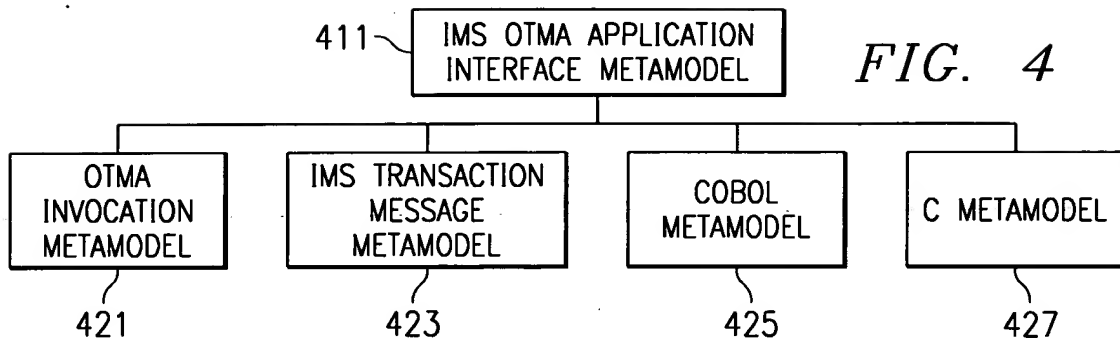 411
IMS OTMA APPLICATION
INTERFACE METAMODEL
FIG. 4
OTMA
INVOCATION
METAMODEL
IMS TRANSACTION
MESSAGE
METAMODEL
COBOL
METAMODEL
C METAMODEL
421
423
425
427